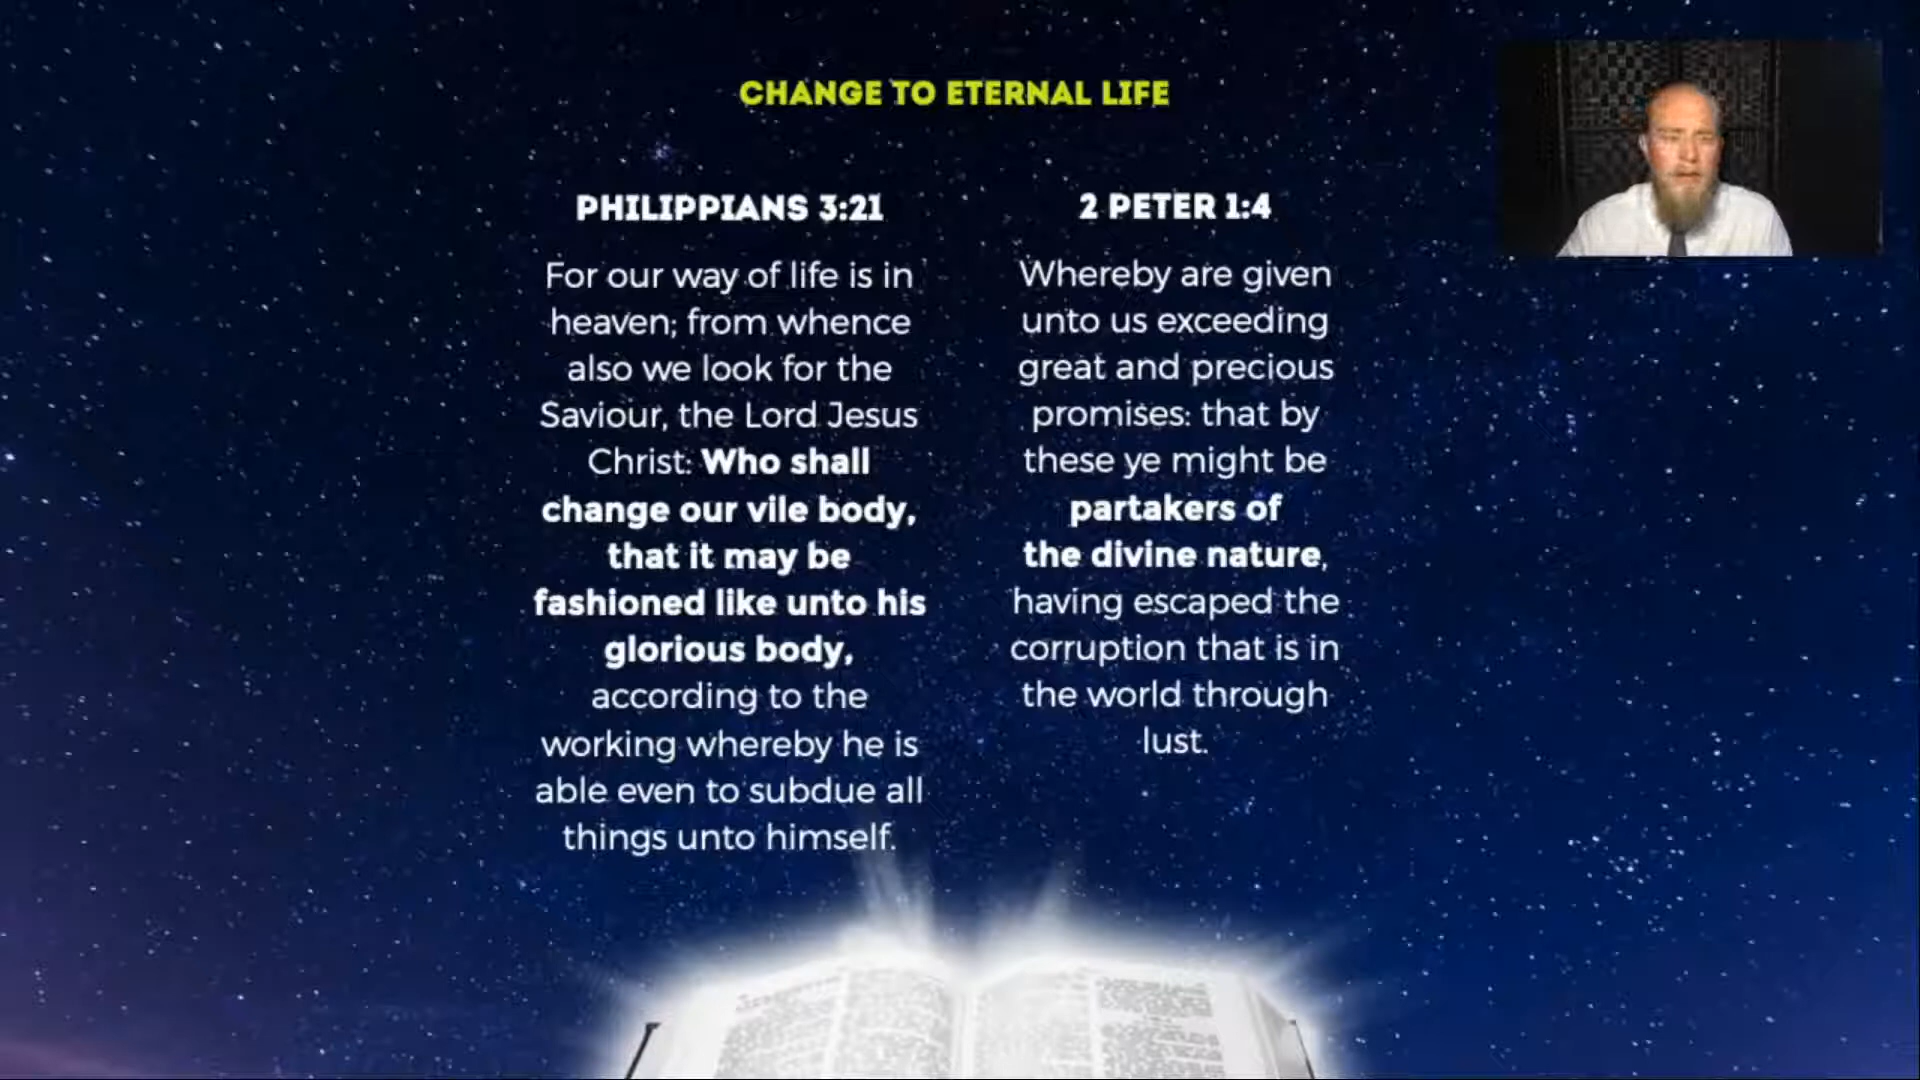 CHANGE TO ETERNAL LIFE
PHILIPPIANS 3:21
For our way of life is in
heaven; from whence
also we look for the
Saviour, the Lord Jesus
Christ: Who shall
change our vile body,
that it may be
fashioned like unto his
glorious body,
according to the
working whereby he is
able even to subdue all
things unto himself.
2 PETER 1:4
Whereby are given
unto us exceeding
great and precious
promises: that by
these ye might be
partakers of
the divine nature,
having escaped the
corruption that is in
the world through
lust.